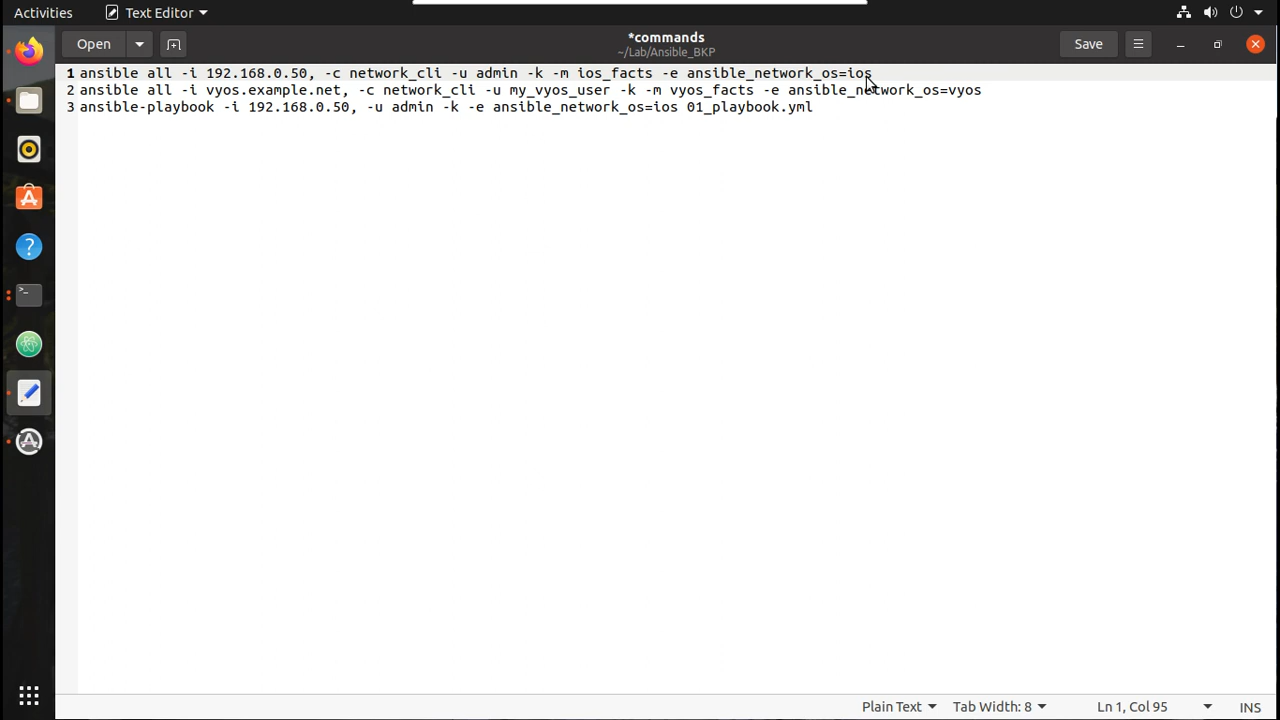 Activities Text Editor
Open
*commands
~/Lab/Ansible_BKP
Save
1 ansible all -i 192.168.0.50, -c network_cli -u admin -k -m ios_facts -e ansible_network_os=ios
2 ansible all -i vyos.example.net, -c network_cli -u my_vyos_user -k -m vyos_facts -e ansible_network_os=vyos
3 ansible-playbook -i 192.168.0.50, -u admin -k -e ansible_network_os=ios 01_playbook.yml
Plain Text Tab Width: 8 Ln 1, Col 95 INS